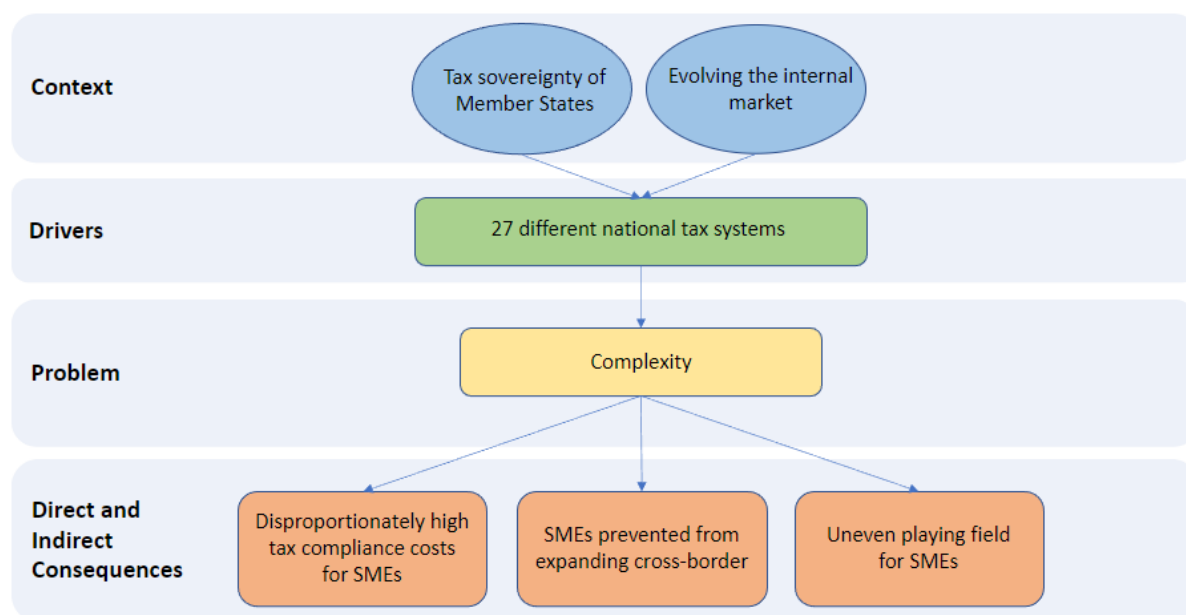 Context
Tax sovereignty of
Member States
Evolving the internal
market
Drivers
27 different national tax systems
Problem
Complexity
Direct and
Indirect
Consequences
Disproportionately high
tax compliance costs
for SMEs
SMEs prevented from
expanding cross-border
Uneven playing field
for SMEs